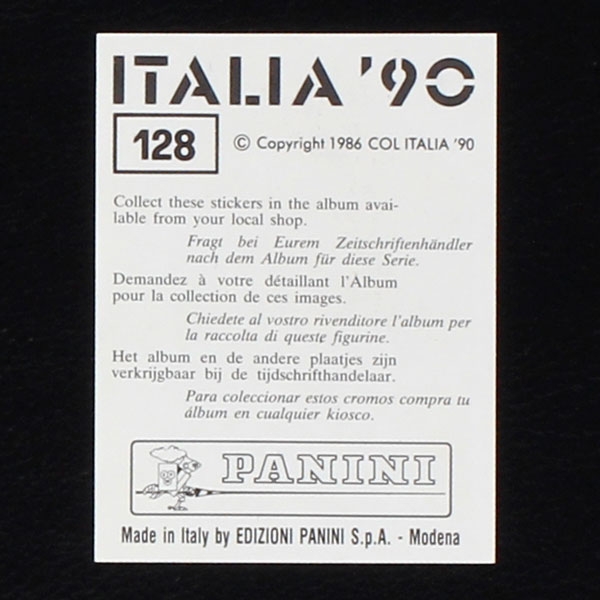 ITALIA '90
128 © Copyright 1986 COL ITALIA '90
Collect these stickers in the album avai-
lable from your local shop.
Fragt bei Eurem Zeitschriftenhändler
nach dem Album für diese Serie.
Demandez à votre détaillant l'Album
pour la collection de ces images.
Chiedete al vostro rivenditore l'album per
la raccolta di queste figurine.
Het album en de andere plaatjes zijn
verkrijgbaar bij de tijdschrifthandelaar.
Para coleccionar estos cromos compra tu
álbum en cualquier kiosco.
PANINI
Made in Italy by EDIZIONI PANINI S.p.A. - Modena